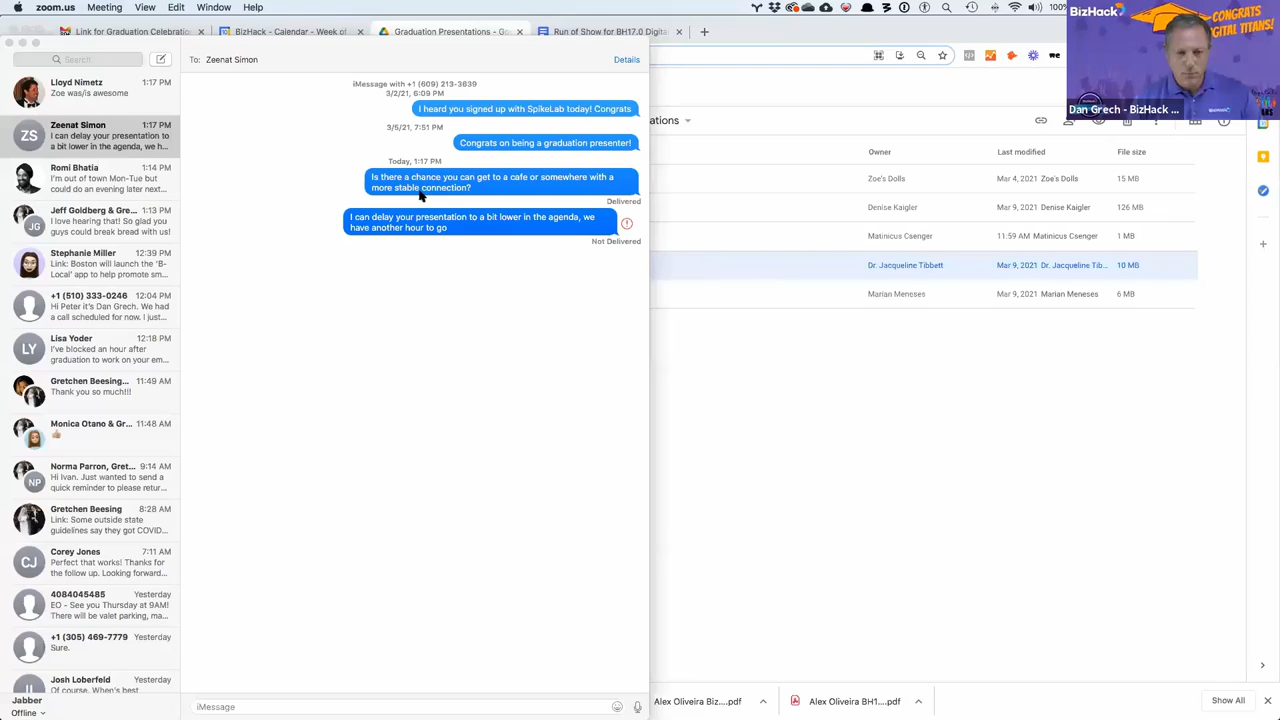 zoom.us Meeting View Edit Window Help
100%
Link for Graduation Celebration
BizHack - Calendar - Week of
Graduation Presentations - Go
Run of Show for BH17.0 Digital
Search
To: Zeenat Simon
Details
Lloyd Nimetz 1:17 PM
Zoe was/is awesome
ZS
Zeenat Simon 1:17 PM
I can delay your presentation to
a bit lower in the agenda, we h...
Romi Bhatia 1:17 PM
I'm out of town Mon-Tue but
could do an evening later next...
JG
Jeff Goldberg & Gre... 1:13 PM
I love hearing that! So glad you
guys could break bread with us!
Stephanie Miller 12:39 PM
Link: Boston will launch the 'B-
Local' app to help promote sm...
+1 (510) 333-0246 12:04 PM
Hi Peter it's Dan Grech. We had
a call scheduled for now. I just...
LY
Lisa Yoder 12:18 PM
I've blocked an hour after
graduation to work on your em...
Gretchen Beesing... 11:49 AM
Thank you so much!!!
Monica Otano & Gr... 11:48 AM
NP
Norma Parron, Gret... 9:14 AM
Hi Ivan. Just wanted to send a
quick reminder to please retur...
Gretchen Beesing 8:28 AM
Link: Some outside state
guidelines say they got COVID...
CJ
Corey Jones 7:11 AM
Perfect that works! Thanks for
the follow up. Looking forward...
4084045485 Yesterday
EO - See you Thursday at 9AM!
There will be valet parking, ma...
+1 (305) 469-7779 Yesterday
Sure.
Josh Loberfeld Yesterday
Of course. When's best
Jabber
Offline
iMessage with +1 (609) 213-3639
3/2/21, 6:09 PM
I heard you signed up with SpikeLab today! Congrats
3/5/21, 7:51 PM
Congrats on being a graduation presenter!
Today, 1:17 PM
Is there a chance you can get to a cafe or somewhere with a
more stable connection?
Delivered
I can delay your presentation to a bit lower in the agenda, we
have another hour to go
Not Delivered
iMessage
ations
Owner Last modified File size
Zoe's Dolls Mar 4, 2021 Zoe's Dolls 15 MB
Denise Kaigler 126 MB
Matinicus Csenger 11:59 AM Matinicus Csenger 1 MB
Dr. Jacqueline Tibbett Mar 9, 2021 Dr. Jacqueline Tib... 10 MB
Marian Meneses Mar 9, 2021 Marian Meneses 6 MB
BizHack
CONGRATS
DIGITAL TITANS!
Dan Grech - BizHack ...
Alex Oliveira Biz....pdf
Alex Oliveira BH1....pdf
Show All